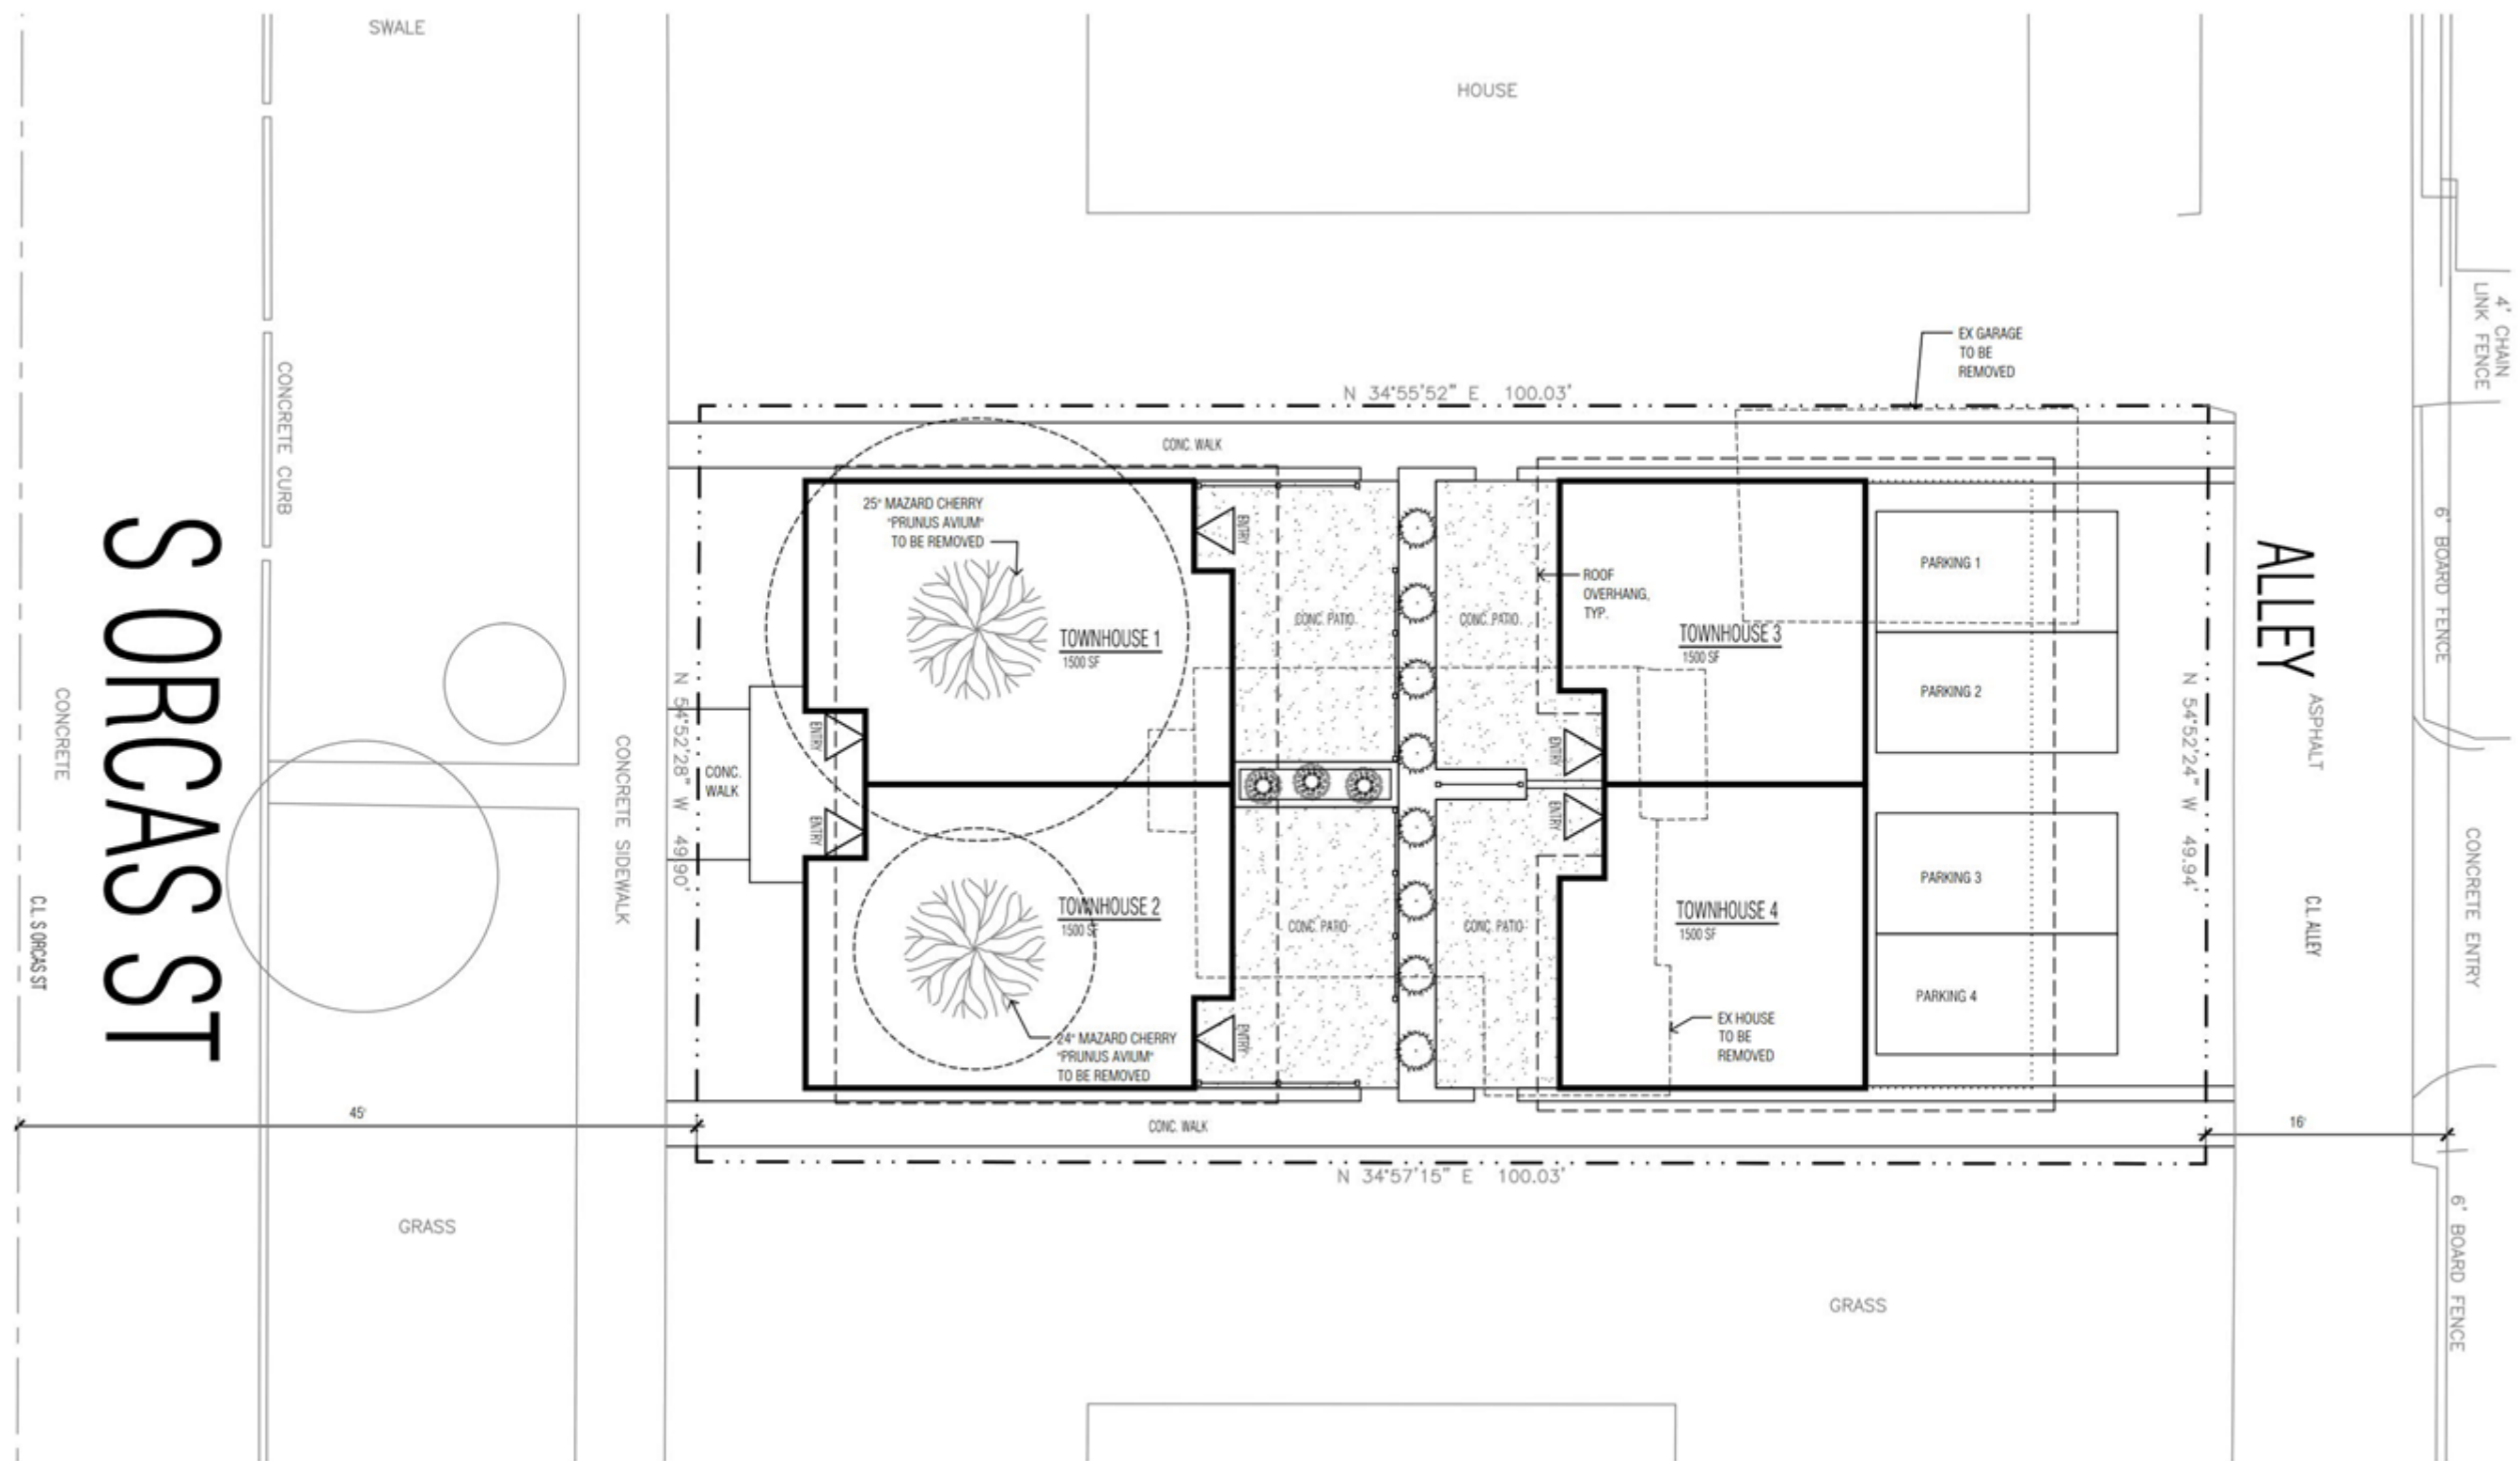 SWALE
HOUSE
4' CHAIN
LINK FENCE
EX GARAGE
TO BE
REMOVED
N 34°55'52" E 100.03'
CONCRETE CURB
CONC. WALK
25" MAZARD CHERRY
"PRUNUS AVIUM"
TO BE REMOVED
ENTRY
6' BOARD FENCE
S ORCAS ST
ALLEY
PARKING 1
ROOF
OVERHANG,
TYP.
CONC. PATIO
CONC. PATIO
TOWNHOUSE 1
1500 SF
TOWNHOUSE 3
1500 SF
PARKING 2
CONCRETE
N 54°52'28" W 49.90'
N 54°52'24" W 49.94'
ASPHALT
ENTRY
ENTRY
CONC.
WALK
CONCRETE SIDEWALK
ENTRY
ENTRY
CONCRETE ENTRY
PARKING 3
TOWNHOUSE 2
1500 SF
CONC. PATIO
CONC. PATIO
TOWNHOUSE 4
1500 SF
C.L. S ORCAS ST
C.L. ALLEY
PARKING 4
EX HOUSE
TO BE
REMOVED
24" MAZARD CHERRY
"PRUNUS AVIUM"
TO BE REMOVED
ENTRY
45'
CONC. WALK
16'
N 34°57'15" E 100.03'
GRASS
6' BOARD FENCE
GRASS